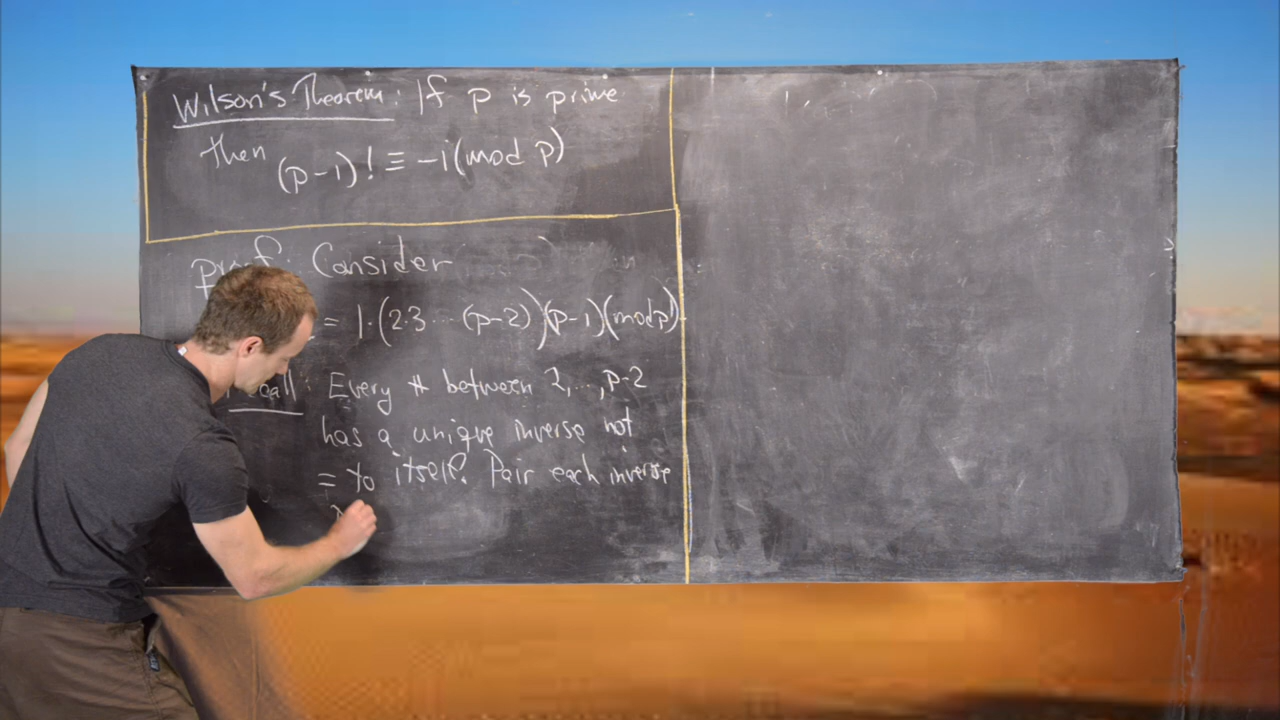 Wilson's Theorem: If p is prime
then (p-1)! ≡ -1 (mod p)
proof: Consider
= 1·(2·3···(p-2))(p-1)(mod p)
Recall: Every # between 2,...,p-2
has a unique inverse not
= to itself. Pair each inverse